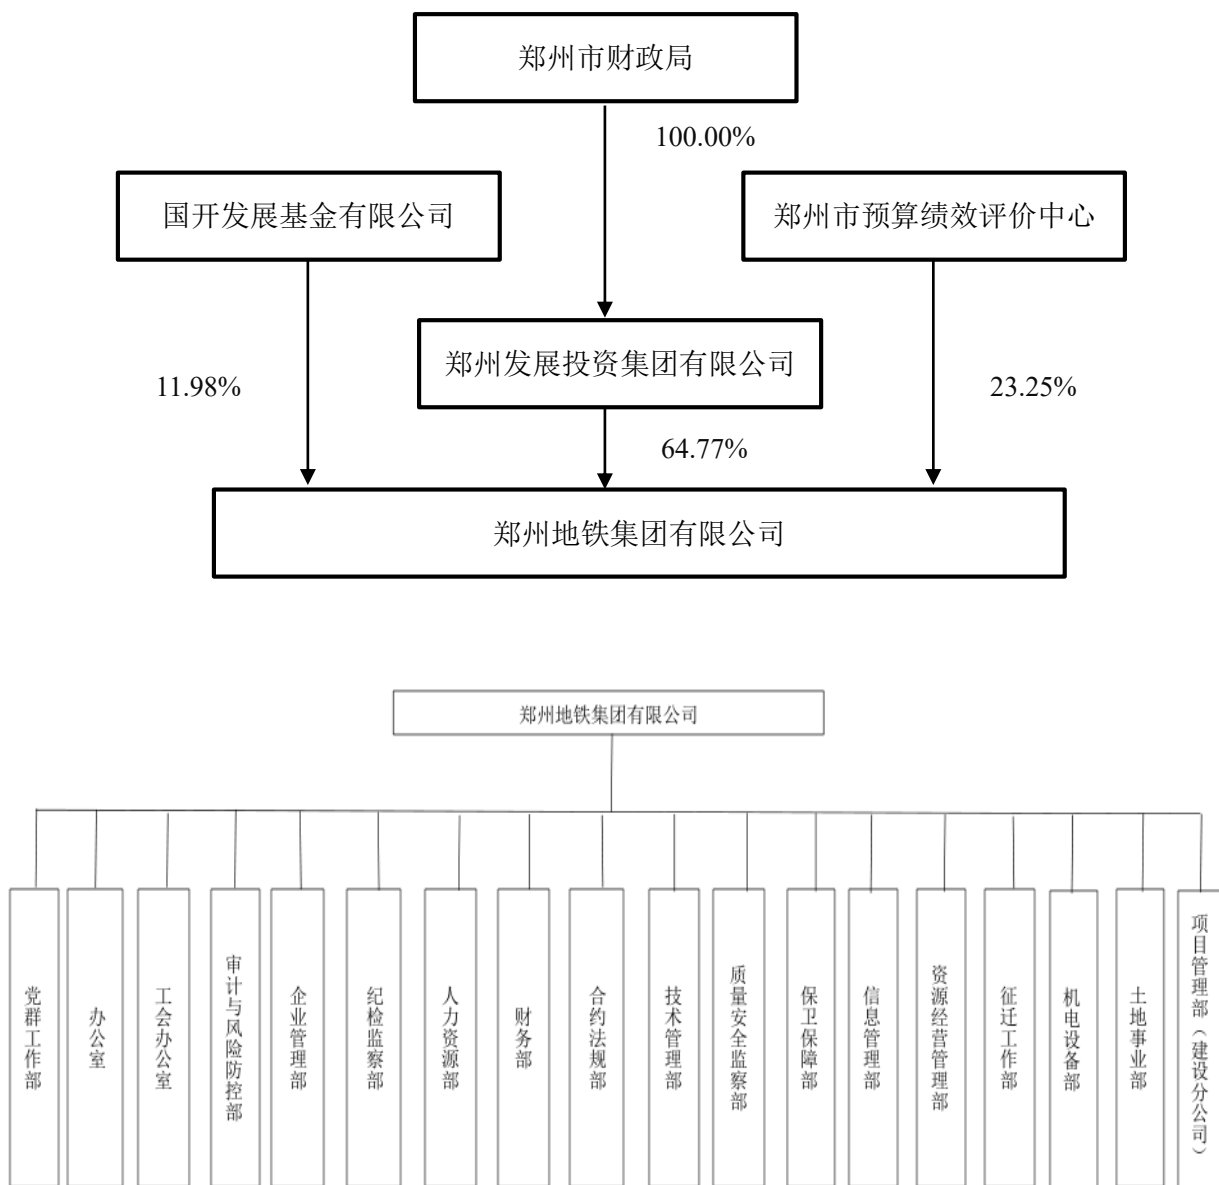 郑州市财政局
100.00%
国开发展基金有限公司
郑州市预算绩效评价中心
郑州发展投资集团有限公司
11.98%
23.25%
64.77%
郑州地铁集团有限公司
郑州地铁集团有限公司
党群工作部
办公室
工会办公室
审计与风险防控部
企业管理部
纪检监察部
人力资源部
财务部
合约法规部
技术管理部
质量安全监察部
保卫保障部
信息管理部
资源经营管理部
征迁工作部
机电设备部
土地事业部
项目管理部（建设分公司）